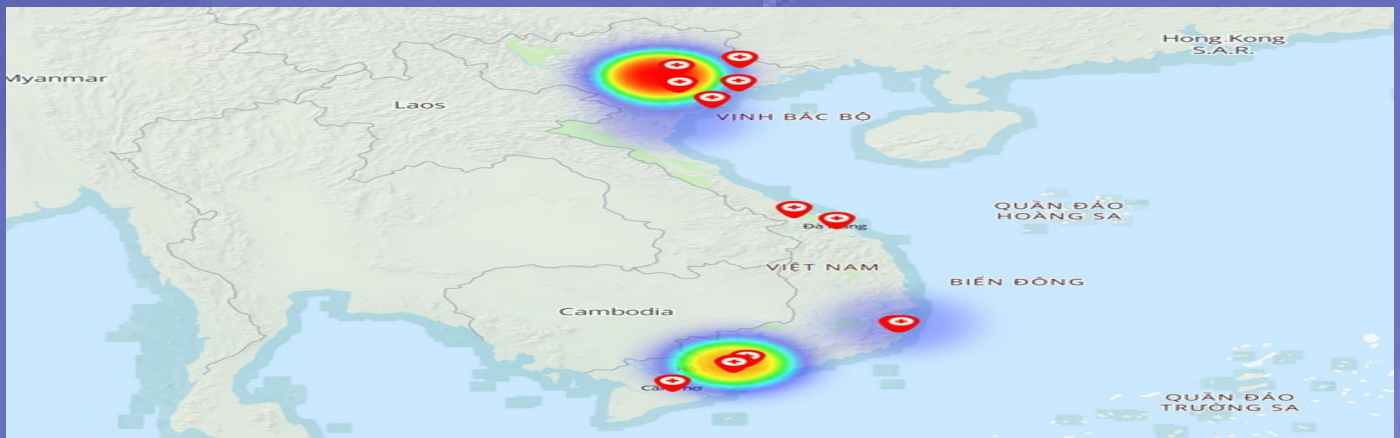 Hong Kong
S.A.R.
Myanmar
Laos
VỊNH BẮC BỘ
QUẦN ĐẢO
HOÀNG SA
VIỆT NAM
BIỂN ĐÔNG
Cambodia
QUẦN ĐẢO
TRƯỜNG SA